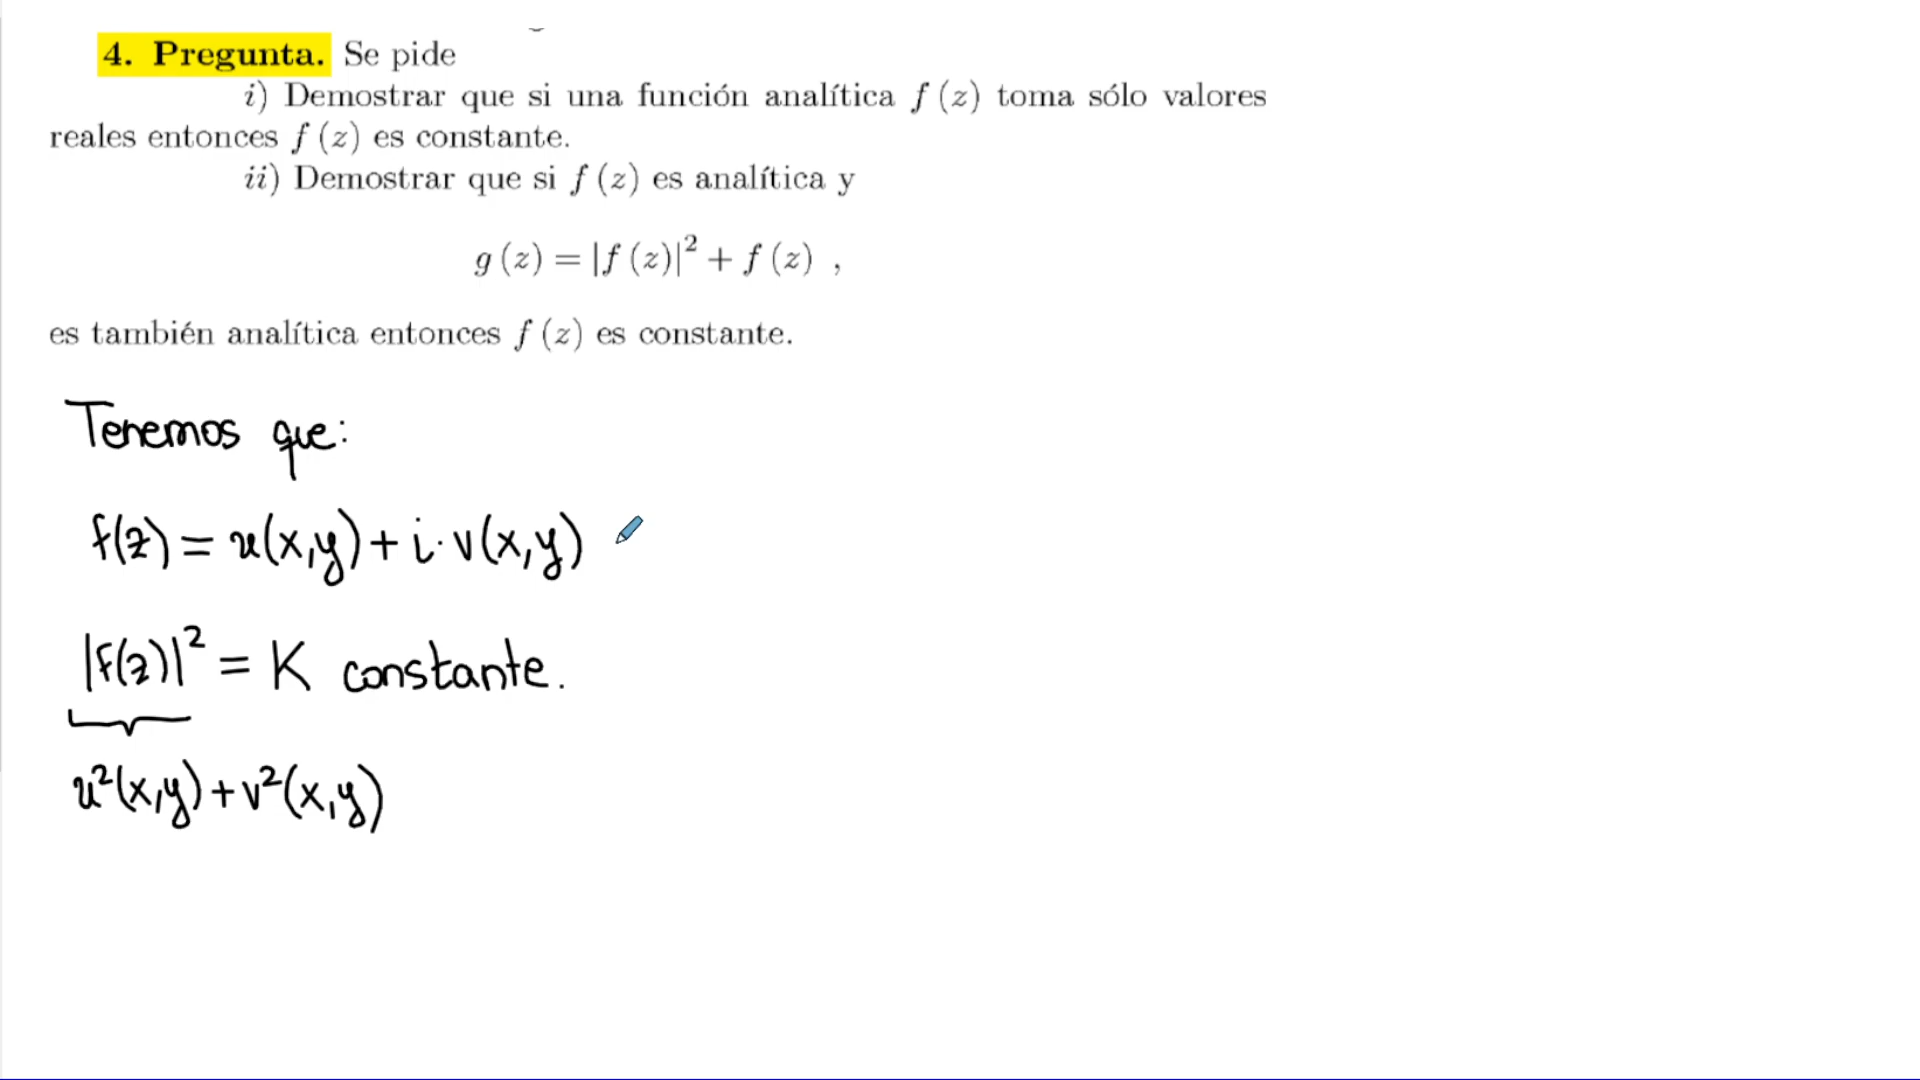 4. Pregunta. Se pide
i) Demostrar que si una función analítica f (z) toma sólo valores
reales entonces f (z) es constante.
ii) Demostrar que si f (z) es analítica y
g (z) = |f (z)|² + f (z) ,
es también analítica entonces f (z) es constante.
Tenemos que:
f(z) = u(x,y) + i · v(x,y)
|f(z)|² = K constante.
u²(x,y) + v²(x,y)